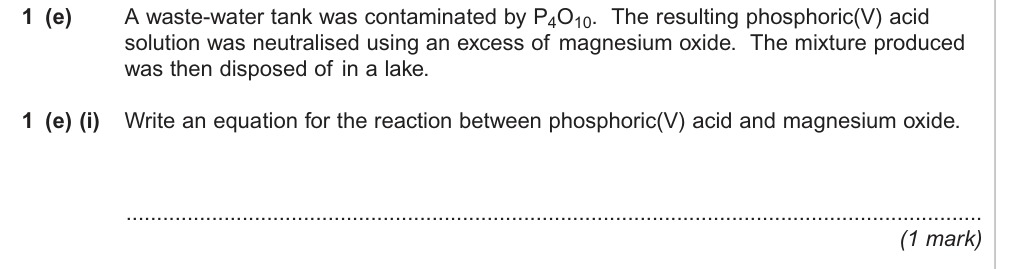 1 (e) A waste-water tank was contaminated by P₄O₁₀. The resulting phosphoric(V) acid
solution was neutralised using an excess of magnesium oxide. The mixture produced
was then disposed of in a lake.
1 (e) (i) Write an equation for the reaction between phosphoric(V) acid and magnesium oxide.
(1 mark)